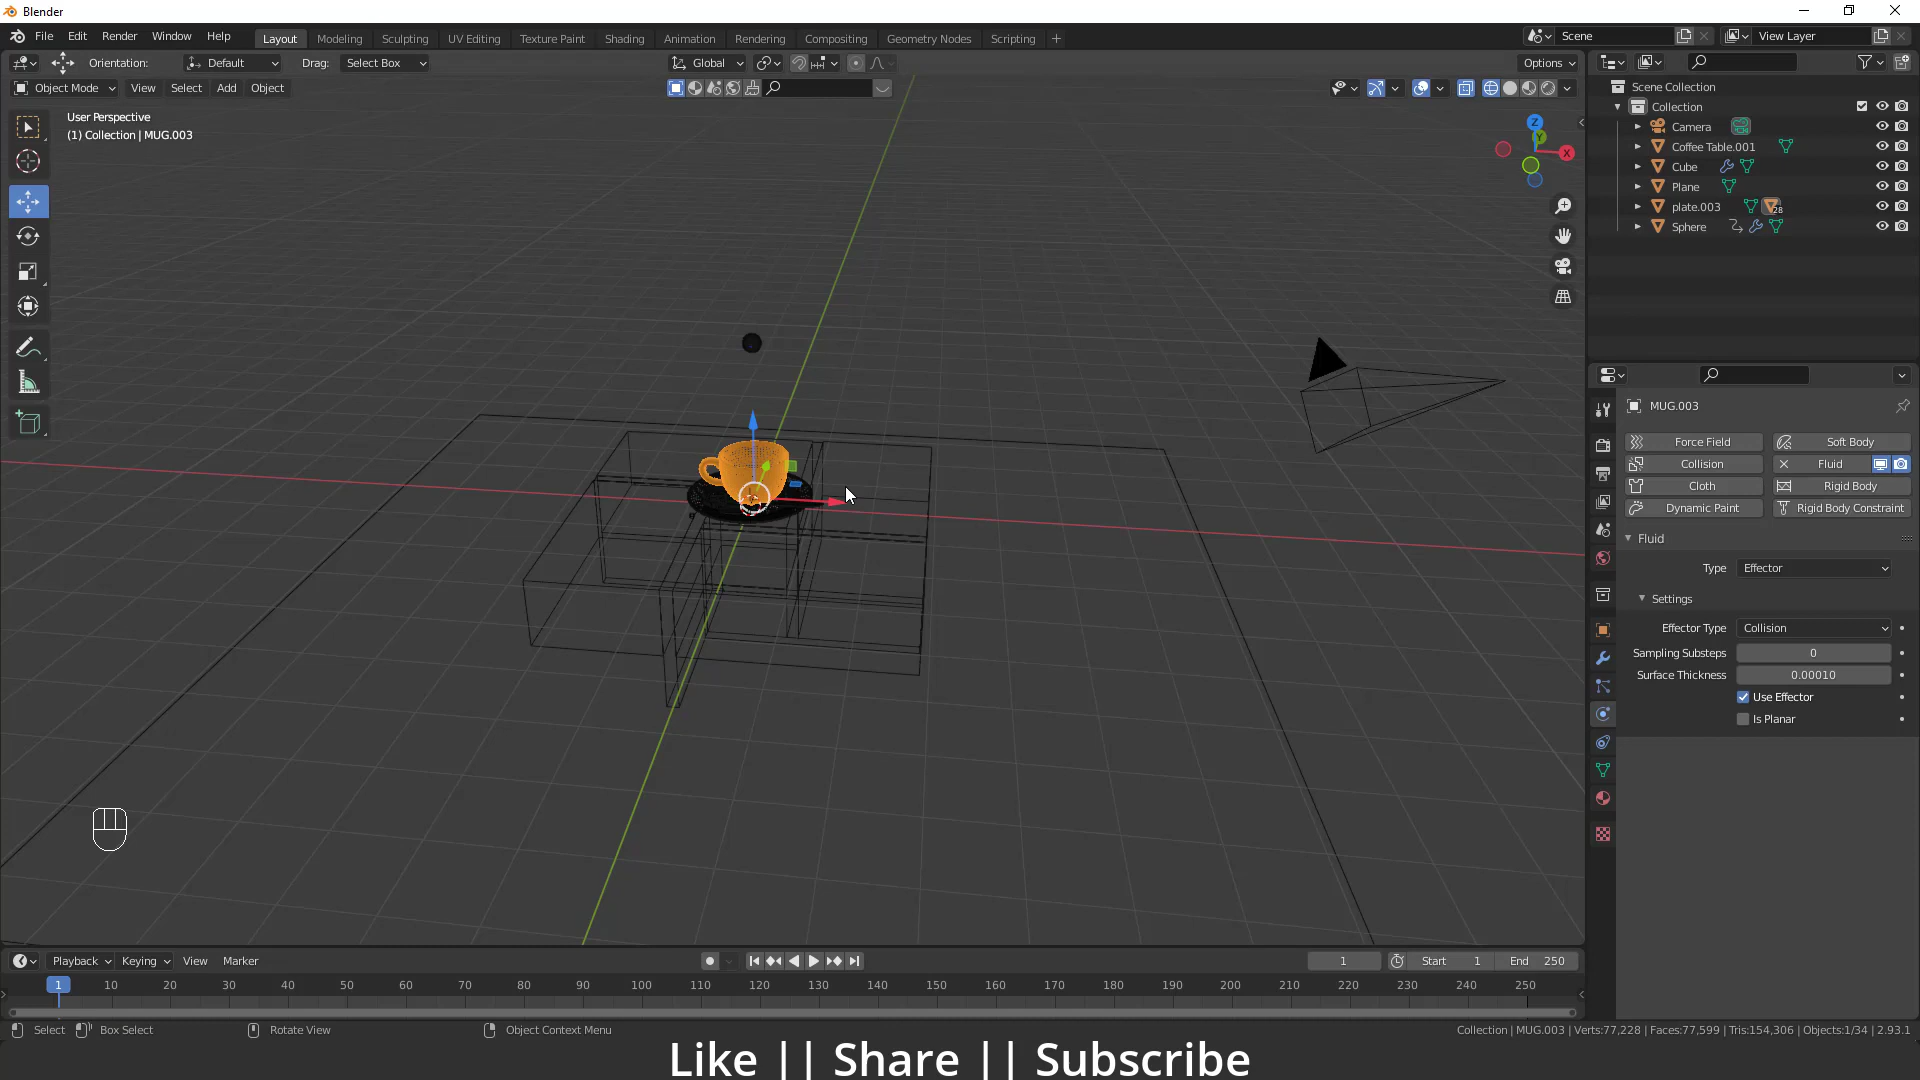 Blender
File Edit Render Window Help
Layout Modeling Sculpting UV Editing Texture Paint Shading Animation Rendering Compositing Geometry Nodes Scripting +
Scene
View Layer
Orientation: Default Drag: Select Box
Global
Options
Object Mode View Select Add Object
User Perspective
(1) Collection | MUG.003
Z
Y
X
Scene Collection
Collection
Camera
Coffee Table.001
Cube
Plane
plate.003
28
Sphere
MUG.003
Force Field
Soft Body
Collision
Fluid
Cloth
Rigid Body
Dynamic Paint
Rigid Body Constraint
Fluid
Type Effector
Settings
Effector Type Collision
Sampling Substeps 0
Surface Thickness 0.00010
Use Effector
Is Planar
Playback Keying View Marker
1
Start 1
End 250
1 10 20 30 40 50 60 70 80 90 100 110 120 130 140 150 160 170 180 190 200 210 220 230 240 250
Select Box Select Rotate View Object Context Menu
Collection | MUG.003 | Verts:77,228 | Faces:77,599 | Tris:154,306 | Objects:1/34 | 2.93.1
Like || Share || Subscribe